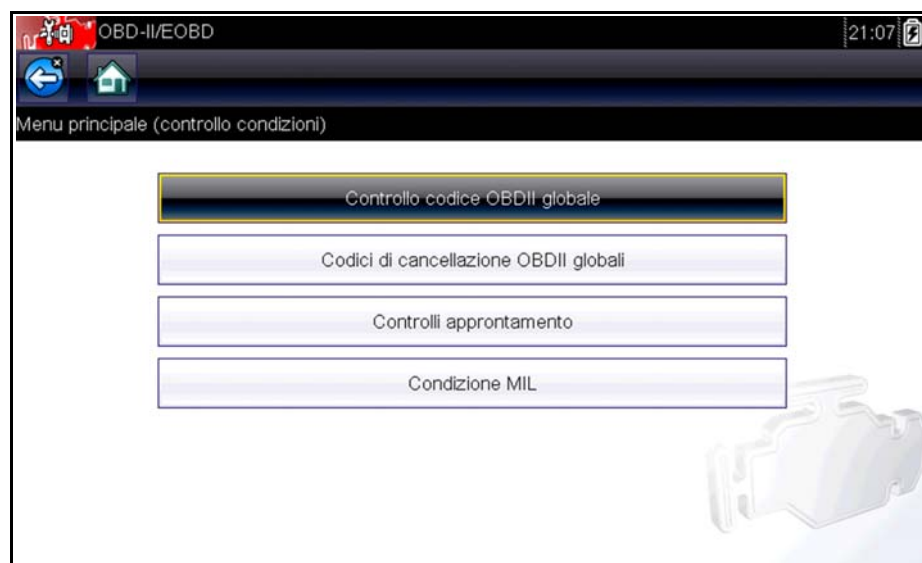 OBD-II/EOBD 21:07
Menu principale (controllo condizioni)
Controllo codice OBDII globale
Codici di cancellazione OBDII globali
Controlli approntamento
Condizione MIL